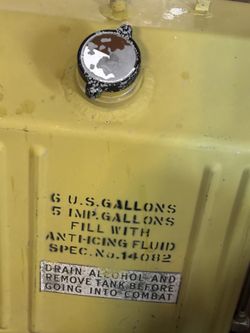 6 U.S. GALLONS
5 IMP. GALLONS
FILL WITH
ANTI-ICING FLUID
SPEC. No. 14082
DRAIN ALCOHOL AND
REMOVE TANK BEFORE
GOING INTO COMBAT